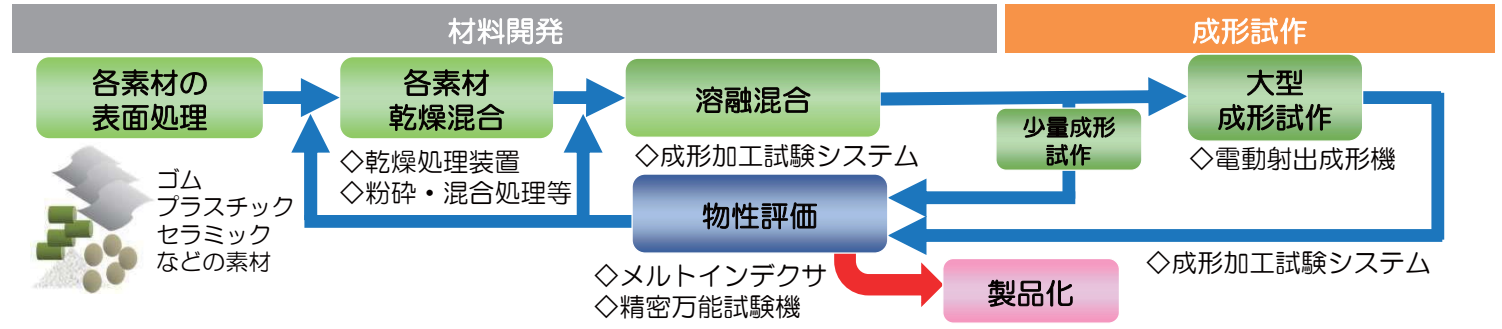 材料開発
成形試作
各素材の
表面処理
各素材
乾燥混合
溶融混合
少量成形
試作
大型
成形試作
◇乾燥処理装置
◇粉砕・混合処理等
◇成形加工試験システム
◇電動射出成形機
ゴム
プラスチック
セラミック
などの素材
物性評価
◇成形加工試験システム
◇メルトインデクサ
◇精密万能試験機
製品化